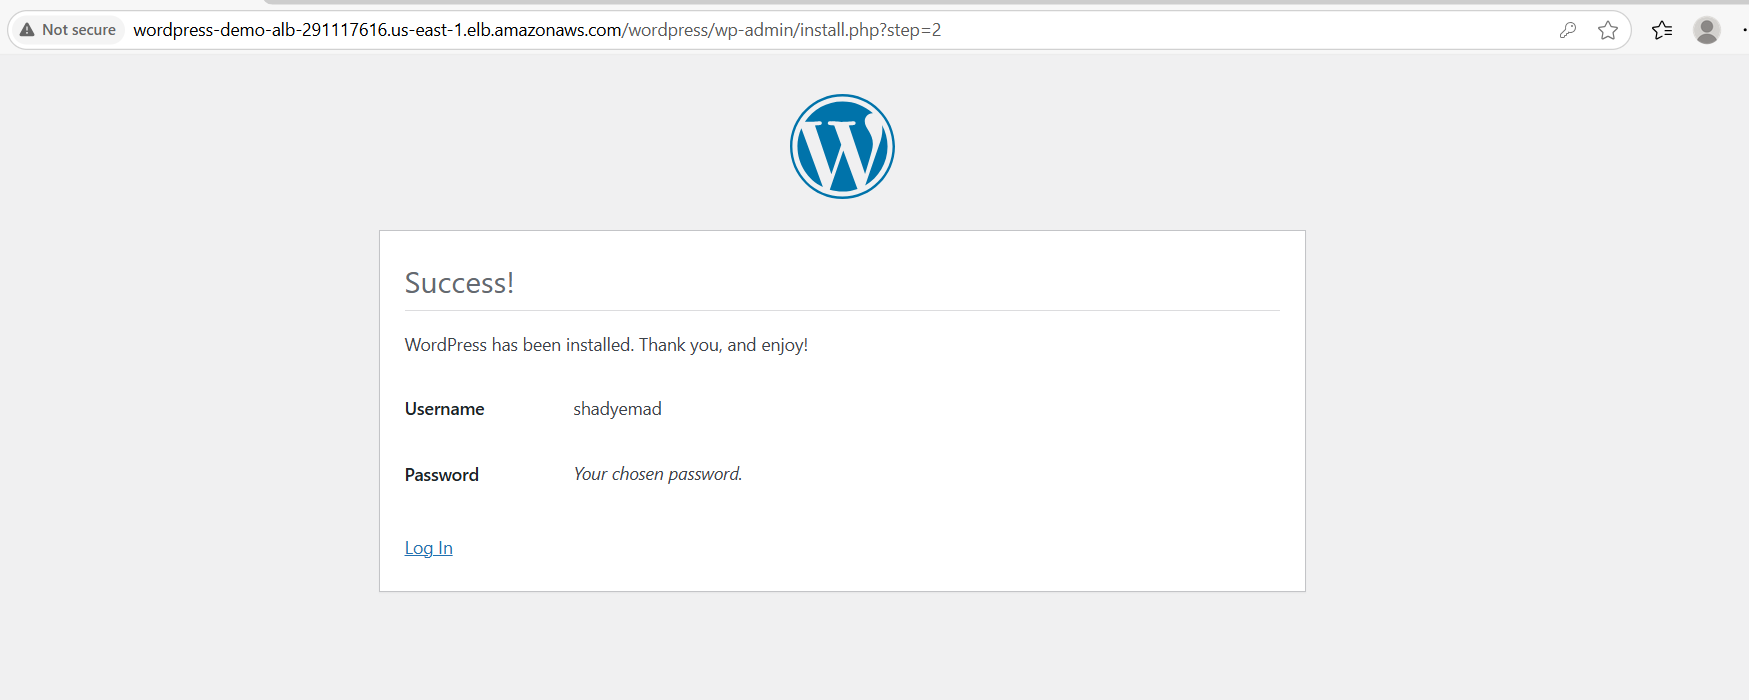 Not secure wordpress-demo-alb-291117616.us-east-1.elb.amazonaws.com/wordpress/wp-admin/install.php?step=2
W
Success!
WordPress has been installed. Thank you, and enjoy!
Username shadyemad
Password Your chosen password.
Log In